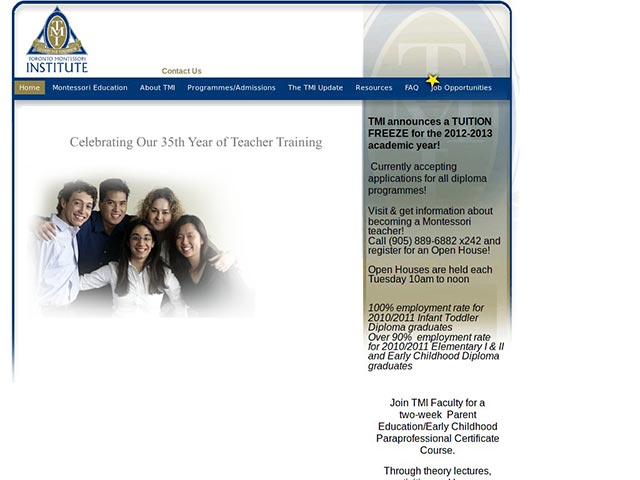 TMI
TORONTO MONTESSORI
INSTITUTE
Contact Us
Home Montessori Education About TMI Programmes/Admissions The TMI Update Resources FAQ Job Opportunities
Celebrating Our 35th Year of Teacher Training
TMI announces a TUITION
FREEZE for the 2012-2013
academic year!
Currently accepting
applications for all diploma
programmes!
Visit & get information about
becoming a Montessori
teacher!
Call (905) 889-6882 x242 and
register for an Open House!
Open Houses are held each
Tuesday 10am to noon
100% employment rate for
2010/2011 Infant Toddler
Diploma graduates
Over 90% employment rate
for 2010/2011 Elementary I & II
and Early Childhood Diploma
graduates
Join TMI Faculty for a
two-week Parent
Education/Early Childhood
Paraprofessional Certificate
Course.
Through theory lectures,